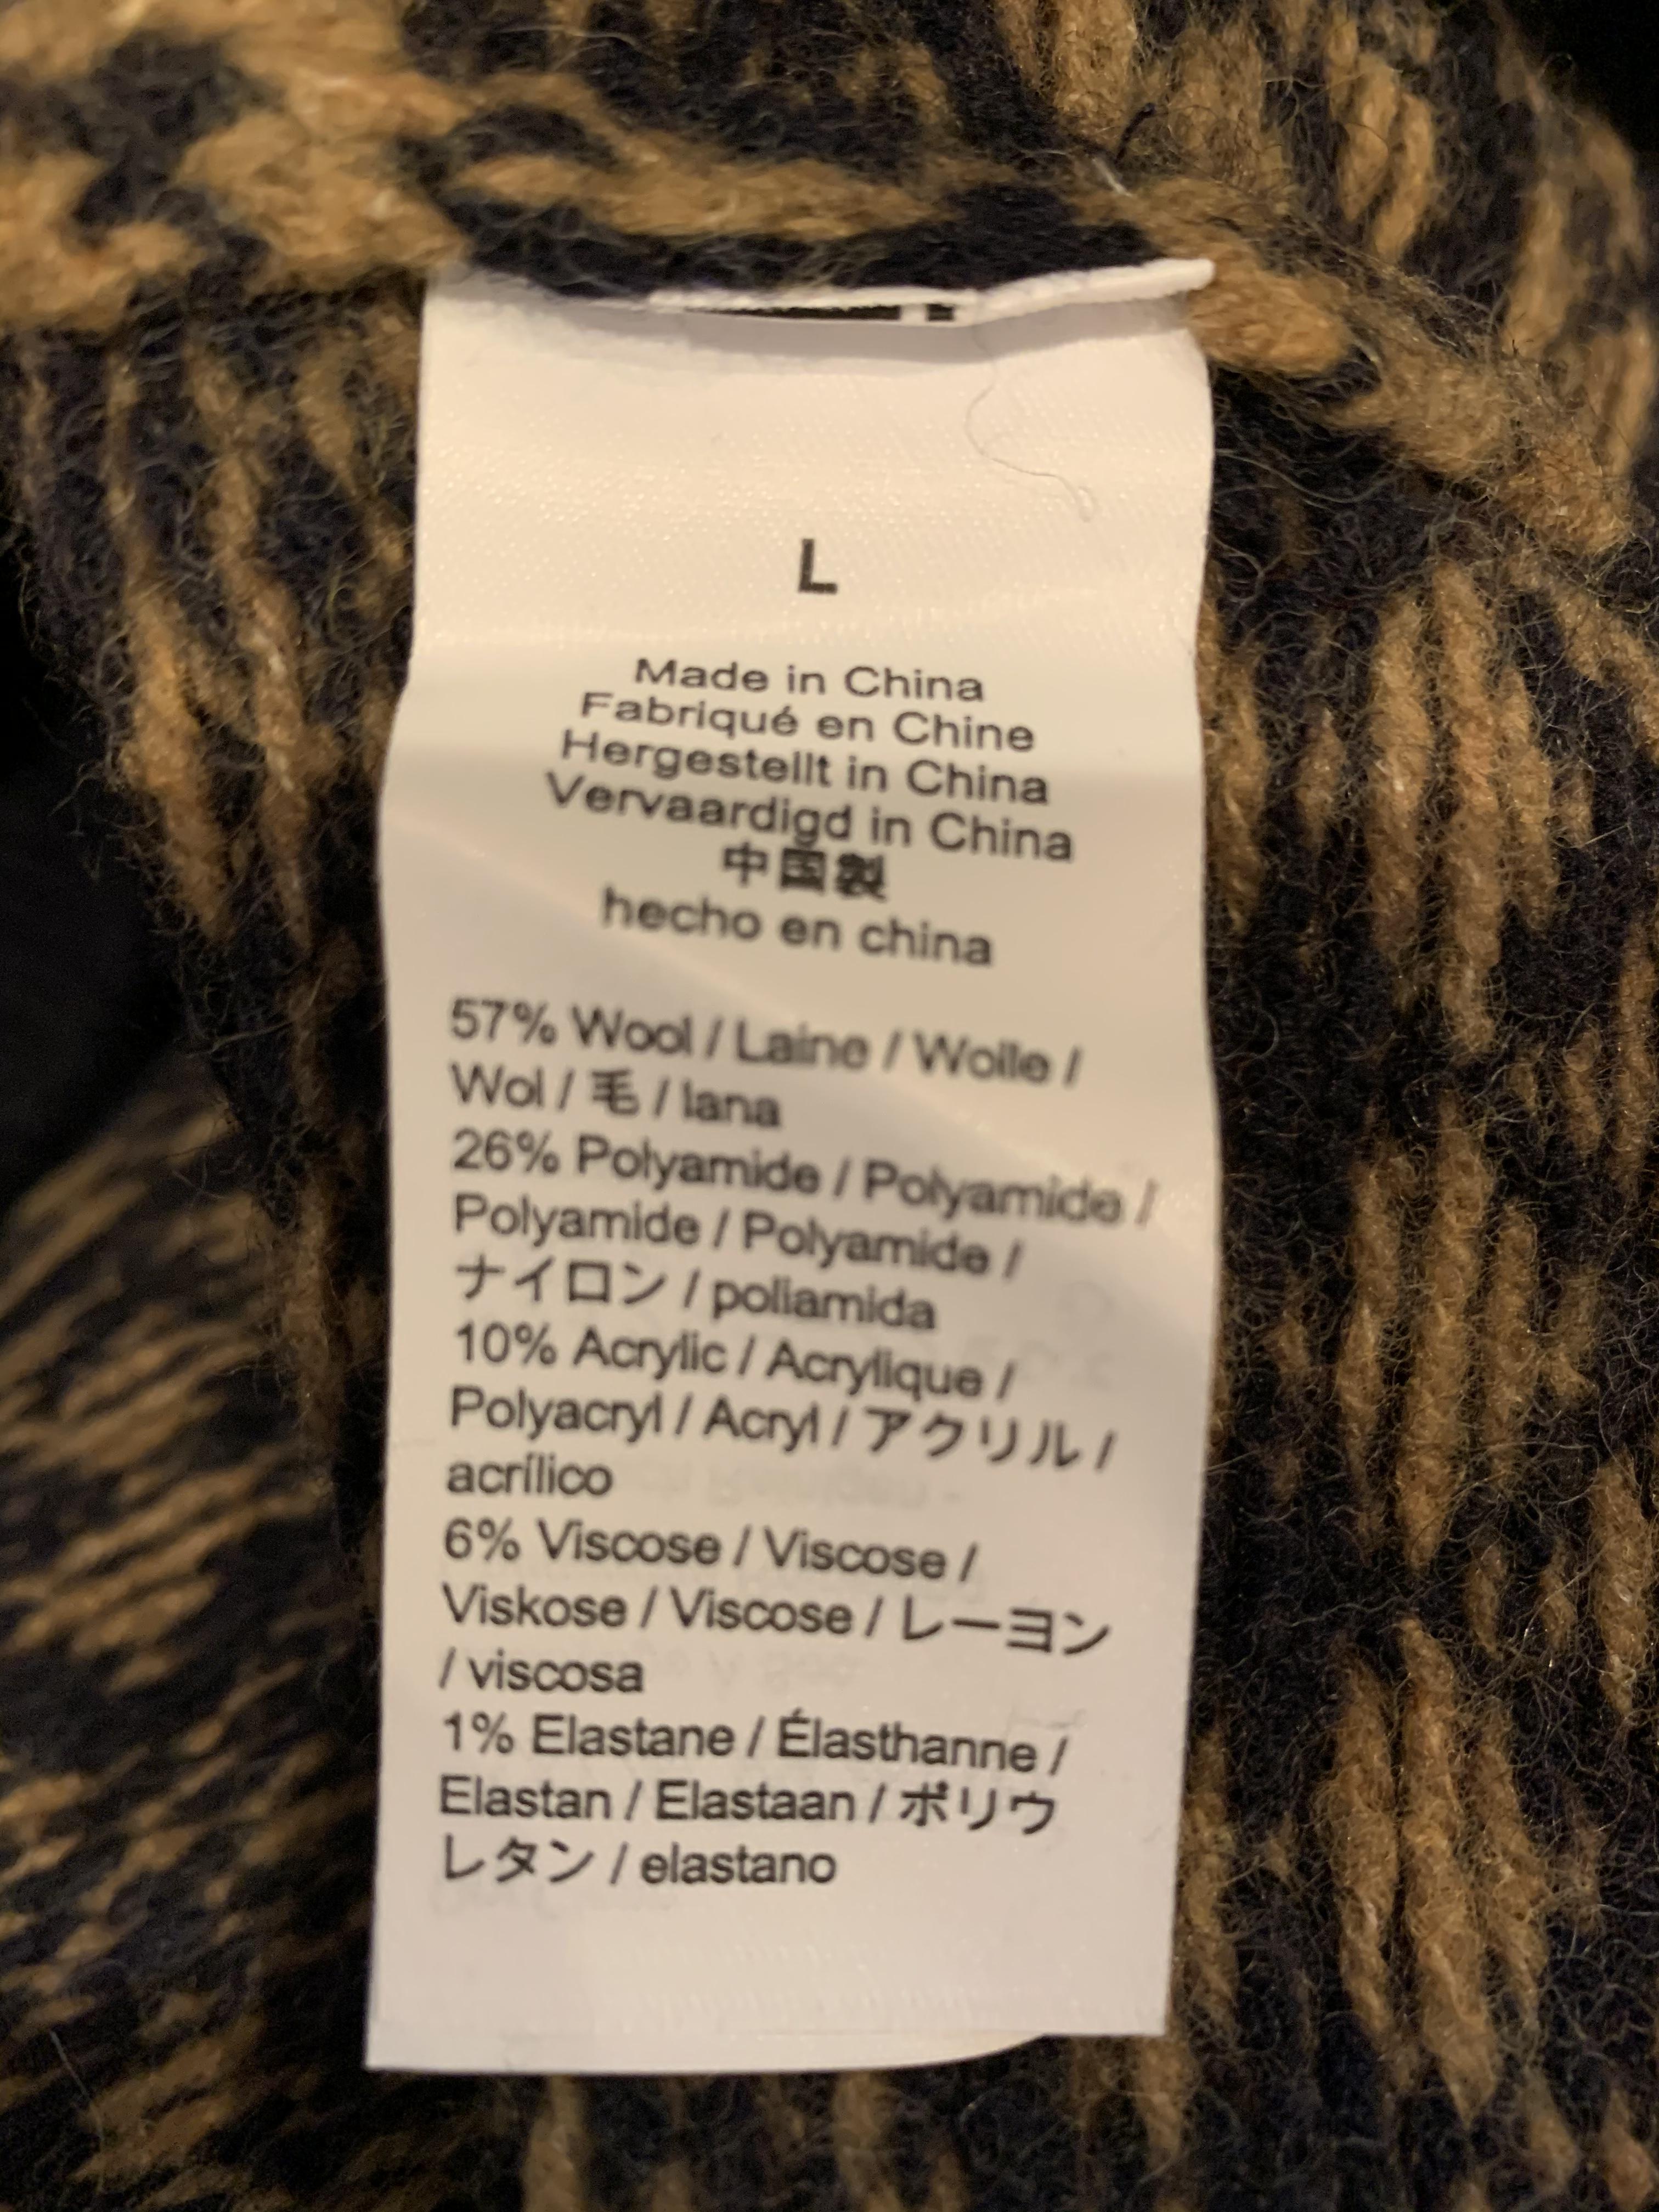 L
Made in China
Fabriqué en Chine
Hergestellt in China
Vervaardigd in China
中国製
hecho en china
57% Wool / Laine / Wolle /
Wol / 毛 / lana
26% Polyamide / Polyamide /
Polyamide / Polyamide /
ナイロン / poliamida
10% Acrylic / Acrylique /
Polyacryl / Acryl / アクリル /
acrílico
6% Viscose / Viscose /
Viskose / Viscose / レーヨン
/ viscosa
1% Elastane / Élasthanne /
Elastan / Elastaan / ポリウ
レタン / elastano